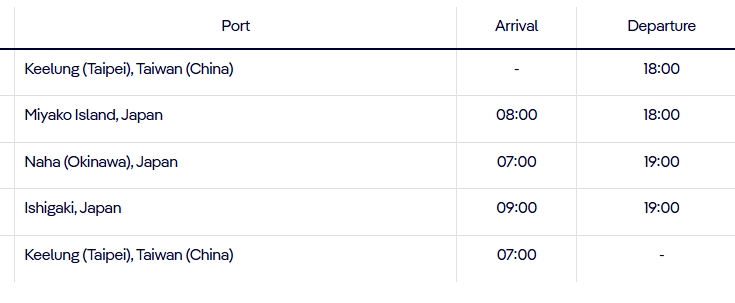 Port Arrival Departure
Keelung (Taipei), Taiwan (China) - 18:00
Miyako Island, Japan 08:00 18:00
Naha (Okinawa), Japan 07:00 19:00
Ishigaki, Japan 09:00 19:00
Keelung (Taipei), Taiwan (China) 07:00 -